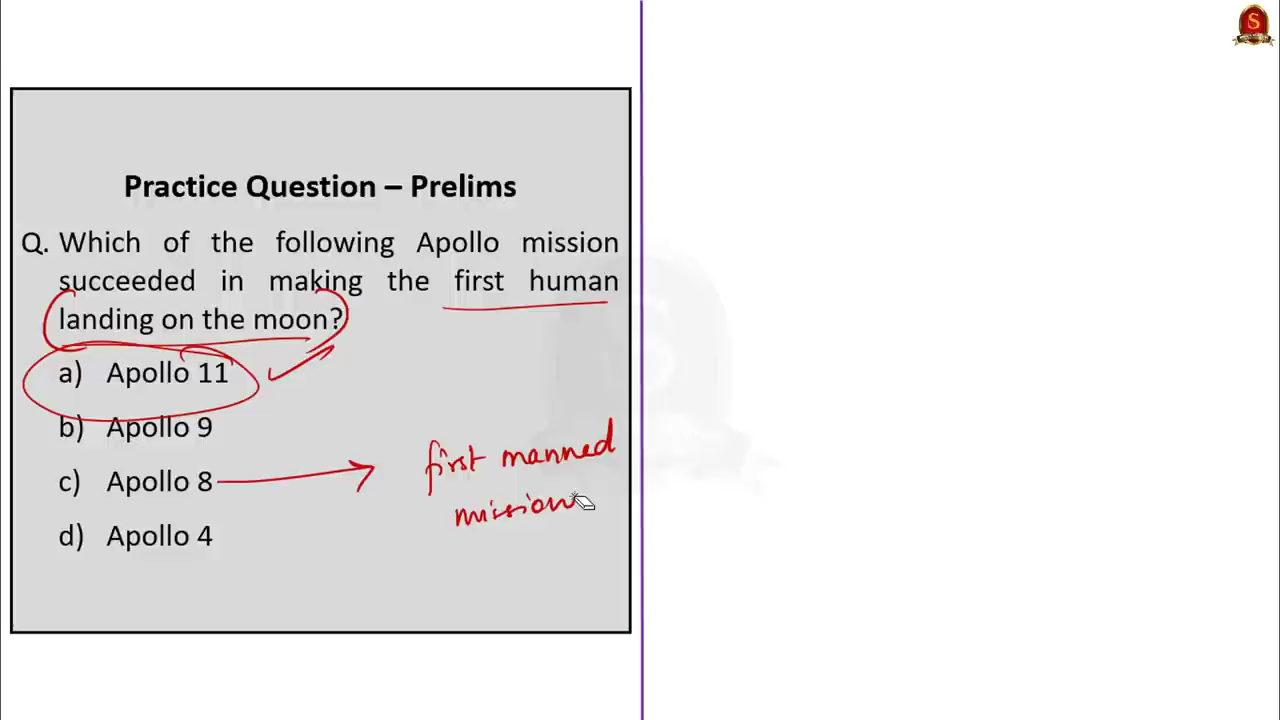 S
Practice Question – Prelims
Q. Which of the following Apollo mission
succeeded in making the first human
landing on the moon?
a) Apollo 11
b) Apollo 9
c) Apollo 8
first manned
mission
d) Apollo 4